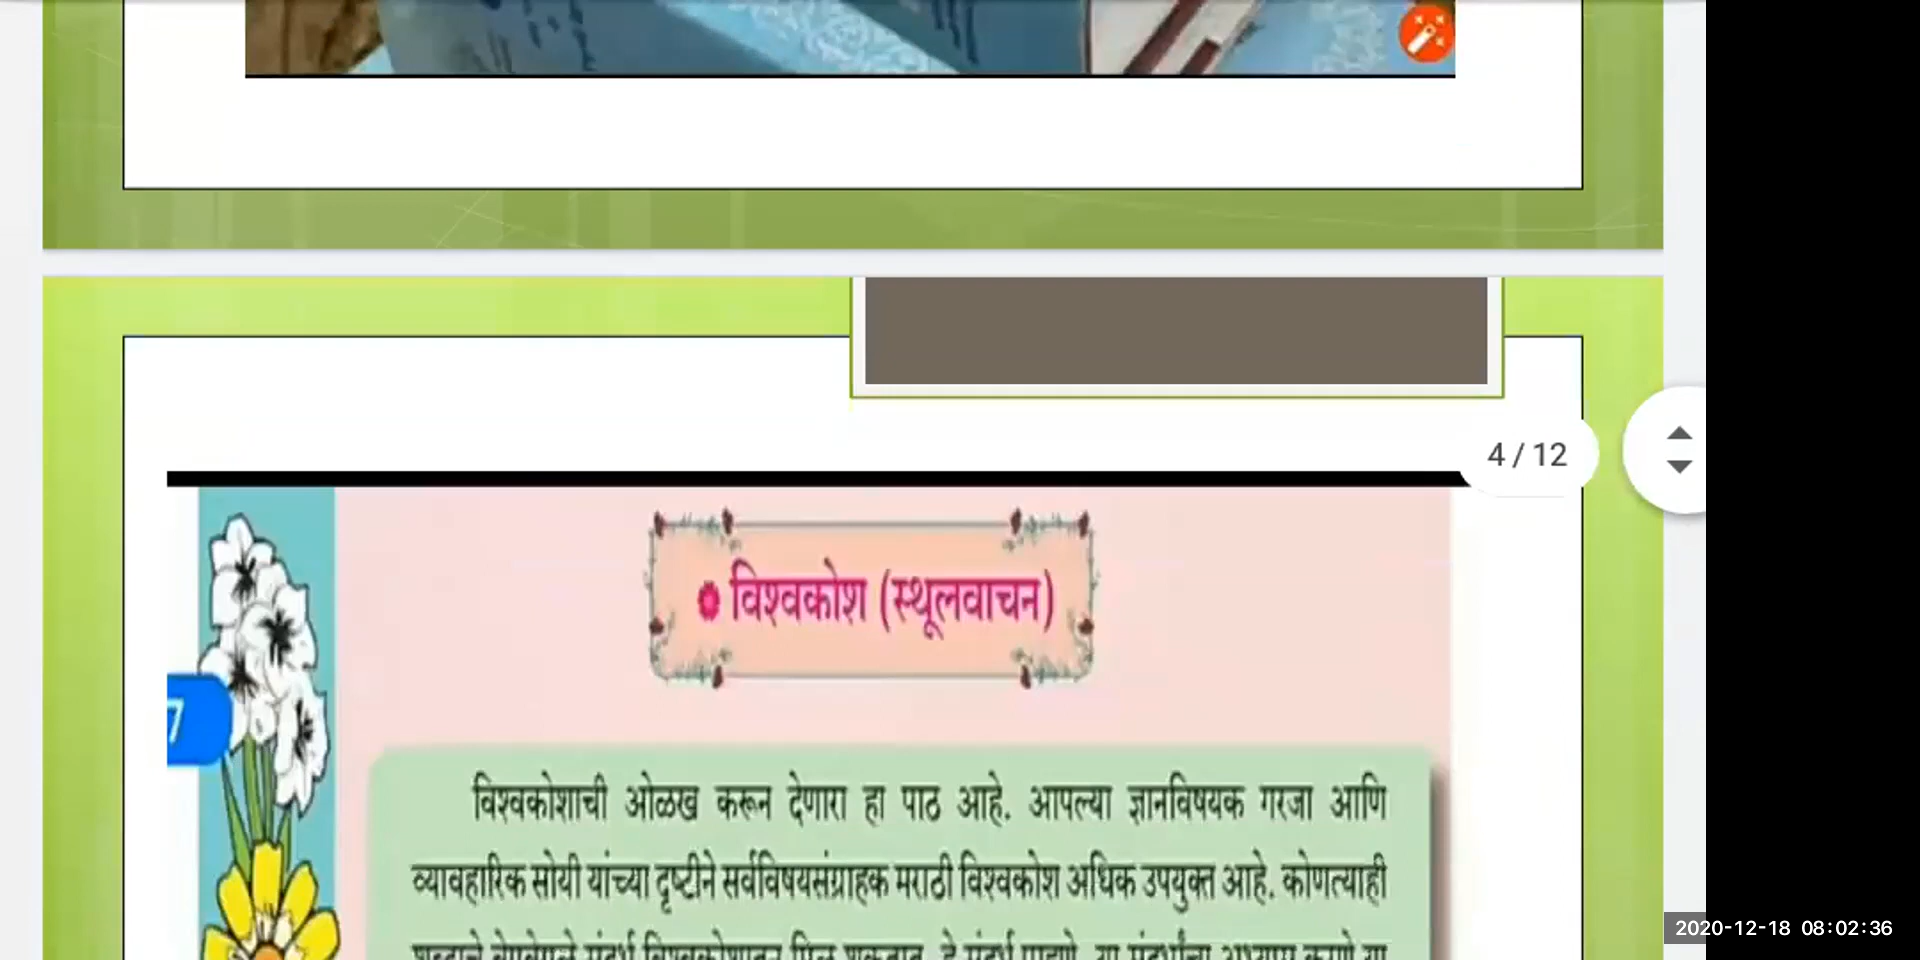 4 / 12
विश्वकोश (स्थूलवाचन)
7
विश्वकोशाची ओळख करून देणारा हा पाठ आहे. आपल्या ज्ञानविषयक गरजा आणि
व्यावहारिक सोयी यांच्या दृष्टीने सर्वविषयसंग्राहक मराठी विश्वकोश अधिक उपयुक्त आहे. कोणत्याही
2020-12-18 08:02:36